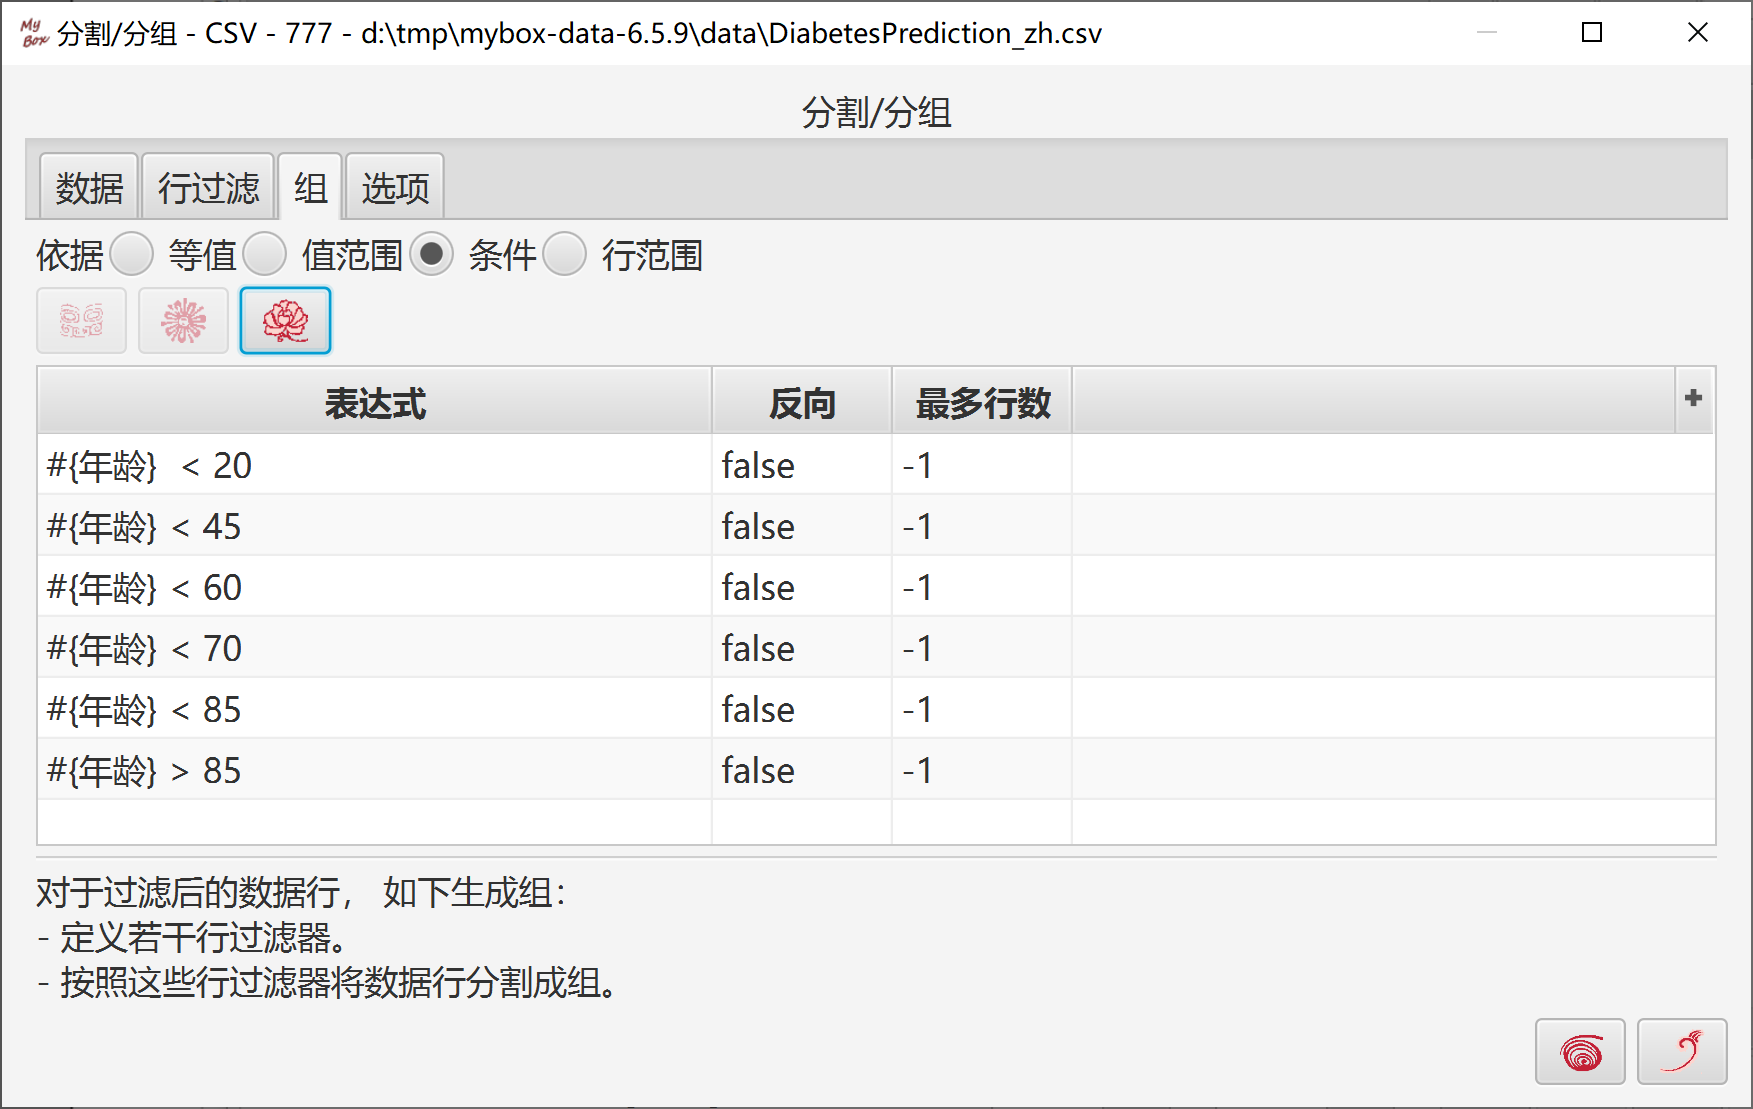 My Box 分割/分组 - CSV - 777 - d:\tmp\mybox-data-6.5.9\data\DiabetesPrediction_zh.csv
分割/分组
数据 行过滤 组 选项
依据 等值 值范围 条件 行范围
表达式 反向 最多行数
#{年龄}  < 20 false -1
#{年龄} < 45 false -1
#{年龄} < 60 false -1
#{年龄} < 70 false -1
#{年龄} < 85 false -1
#{年龄} > 85 false -1
对于过滤后的数据行， 如下生成组：
- 定义若干行过滤器。
- 按照这些行过滤器将数据行分割成组。